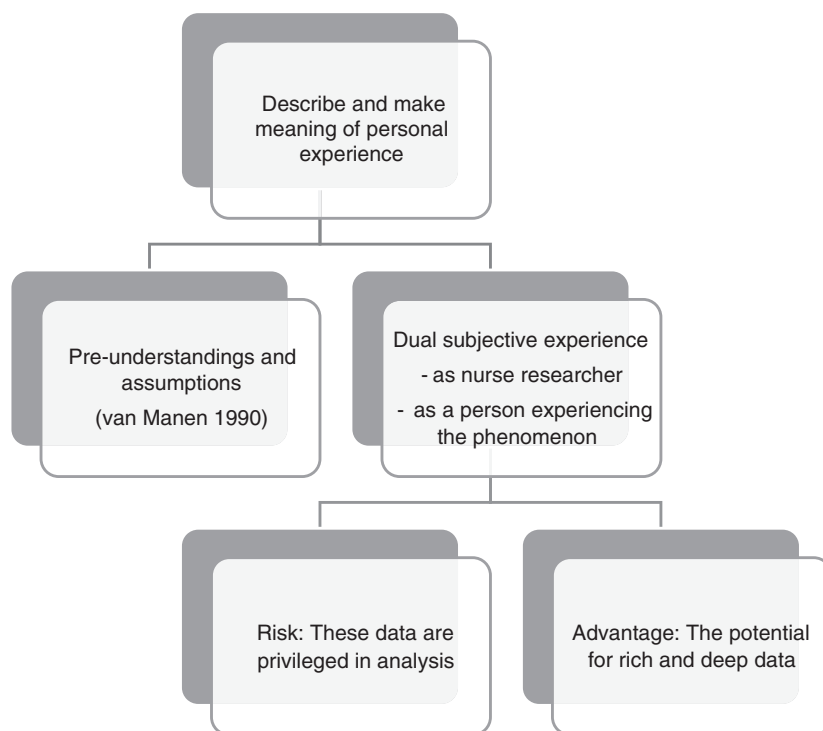 Describe and make
meaning of personal
experience
Pre-understandings and
assumptions
(van Manen 1990)
Dual subjective experience
- as nurse researcher
- as a person experiencing
the phenomenon
Risk: These data are
privileged in analysis
Advantage: The potential
for rich and deep data